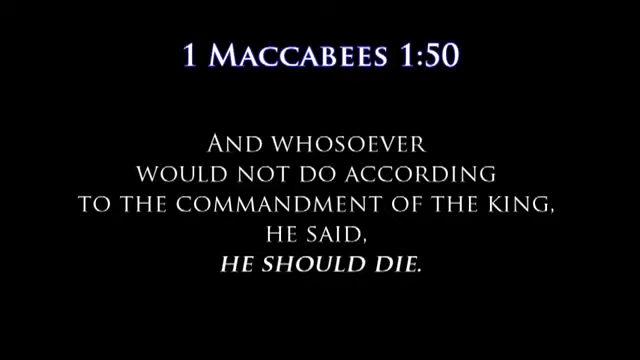 1 Maccabees 1:50
And whosoever
would not do according
to the commandment of the king,
he said,
he should die.